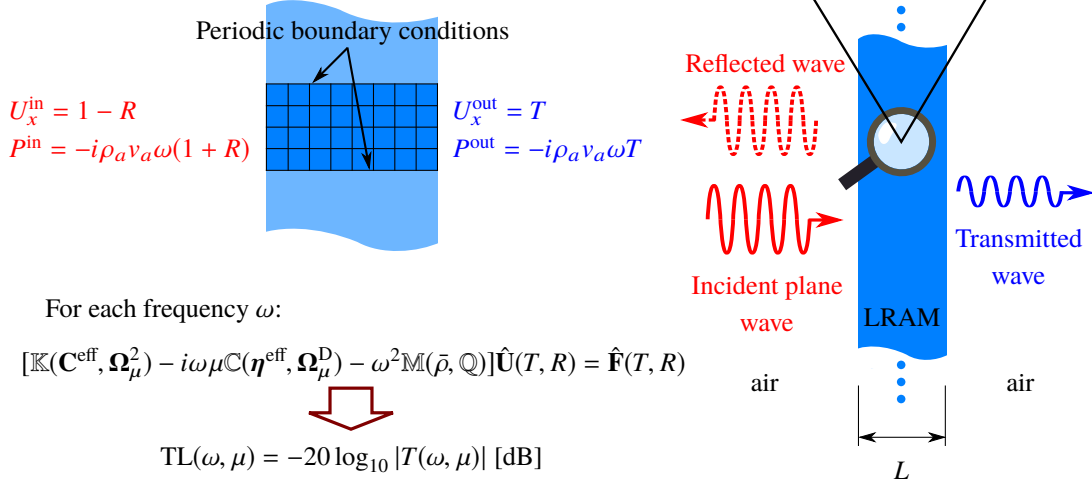 Periodic boundary conditions
U_x^in = 1 − R
P^in = −iρ_a v_a ω(1 + R)
U_x^out = T
P^out = −iρ_a v_a ωT
For each frequency ω:
[𝕂(𝐂^eff, 𝛀_μ^2) − iωμℂ(𝜼^eff, 𝛀_μ^D) − ω^2 𝕄(ρ̄, ℚ)]𝐔̂(T, R) = 𝐅̂(T, R)
TL(ω, μ) = −20 log_10 |T(ω, μ)| [dB]
Reflected wave
Incident plane
wave
Transmitted
wave
LRAM
air
air
L